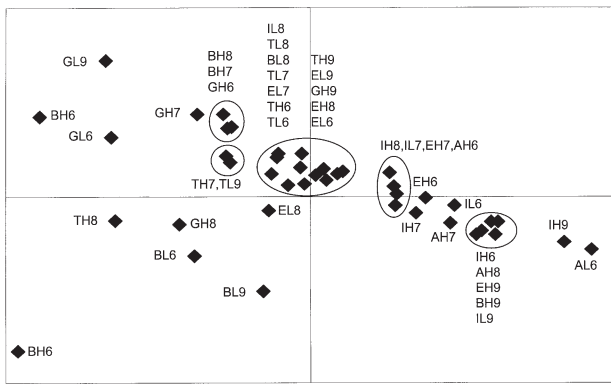 IL8
TL8
BH8
BL8
TH9
GL9
BH7
TL7
EL9
GH6
EL7
GH9
BH6
GH7
TH6
EH8
GL6
TL6
EL6
IH8,IL7,EH7,AH6
TH7,TL9
EH6
IL6
EL8
TH8
GH8
IH7
AH7
IH9
BL6
IH6
AL6
AH8
EH9
BL9
BH9
IL9
BH6